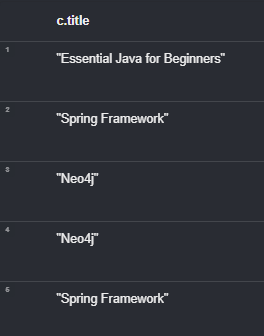 c.title
1
"Essential Java for Beginners"
2
"Spring Framework"
3
"Neo4j"
4
"Neo4j"
5
"Spring Framework"